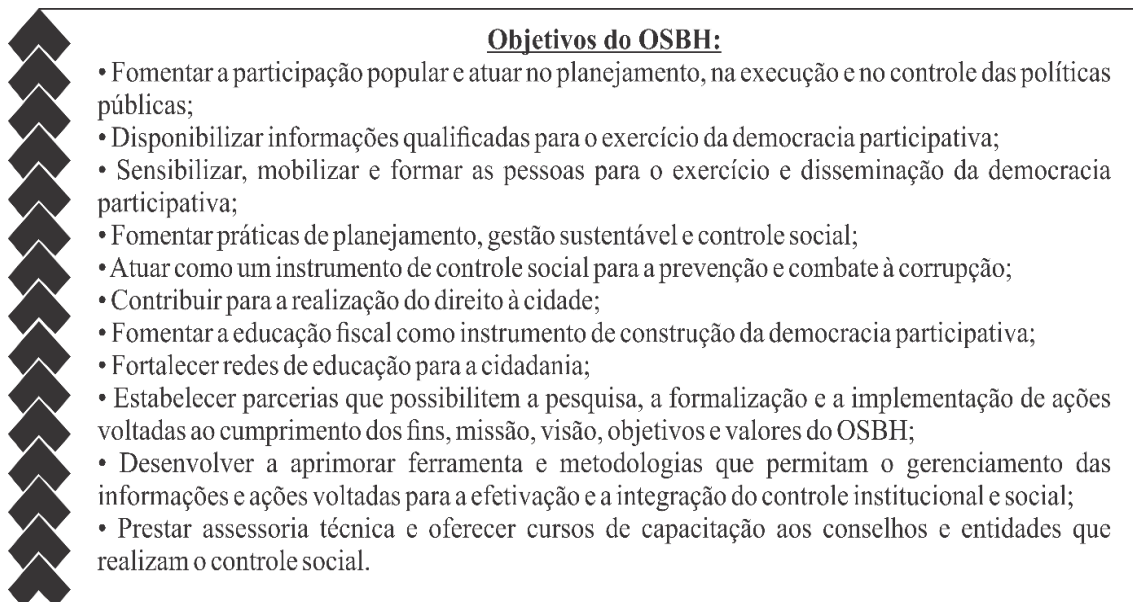 Objetivos do OSBH:
• Fomentar a participação popular e atuar no planejamento, na execução e no controle das políticas
públicas;
• Disponibilizar informações qualificadas para o exercício da democracia participativa;
• Sensibilizar, mobilizar e formar as pessoas para o exercício e disseminação da democracia
participativa;
• Fomentar práticas de planejamento, gestão sustentável e controle social;
• Atuar como um instrumento de controle social para a prevenção e combate à corrupção;
• Contribuir para a realização do direito à cidade;
• Fomentar a educação fiscal como instrumento de construção da democracia participativa;
• Fortalecer redes de educação para a cidadania;
• Estabelecer parcerias que possibilitem a pesquisa, a formalização e a implementação de ações
voltadas ao cumprimento dos fins, missão, visão, objetivos e valores do OSBH;
• Desenvolver a aprimorar ferramenta e metodologias que permitam o gerenciamento das
informações e ações voltadas para a efetivação e a integração do controle institucional e social;
• Prestar assessoria técnica e oferecer cursos de capacitação aos conselhos e entidades que
realizam o controle social.